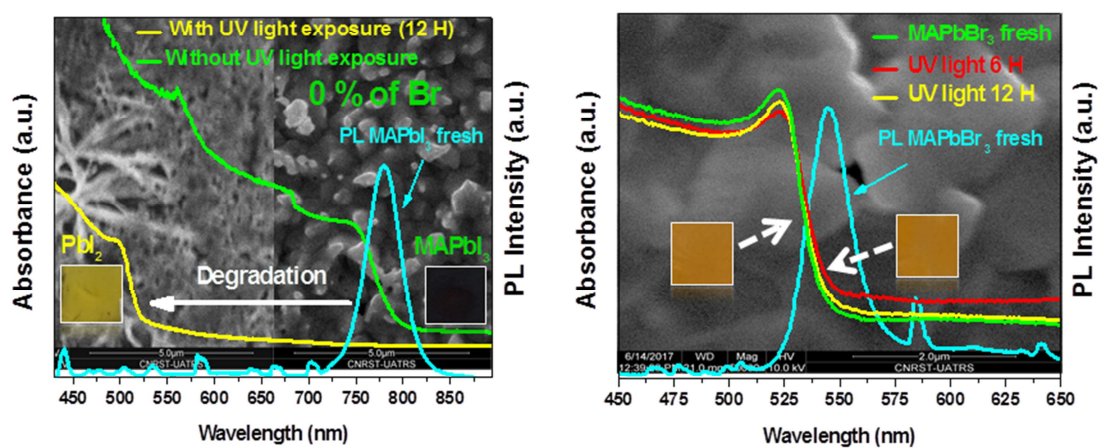 With UV light exposure (12 H)
Without UV light exposure
0 % of Br
PL MAPbI3 fresh
PbI2
MAPbI3
Degradation
5.0µm
5.0µm
CNRST-UATRS
CNRST-UATRS
Absorbance (a.u.)
PL Intensity (a.u.)
450 500 550 600 650 700 750 800 850
Wavelength (nm)
MAPbBr3 fresh
UV light 6 H
UV light 12 H
PL MAPbBr3 fresh
6/14/2017 WD Mag HV
2.0µm
10.0 kV
CNRST-UATRS
Absorbance (a.u.)
PL Intensity (a.u.)
450 475 500 525 550 575 600 625 650
Wavelength (nm)